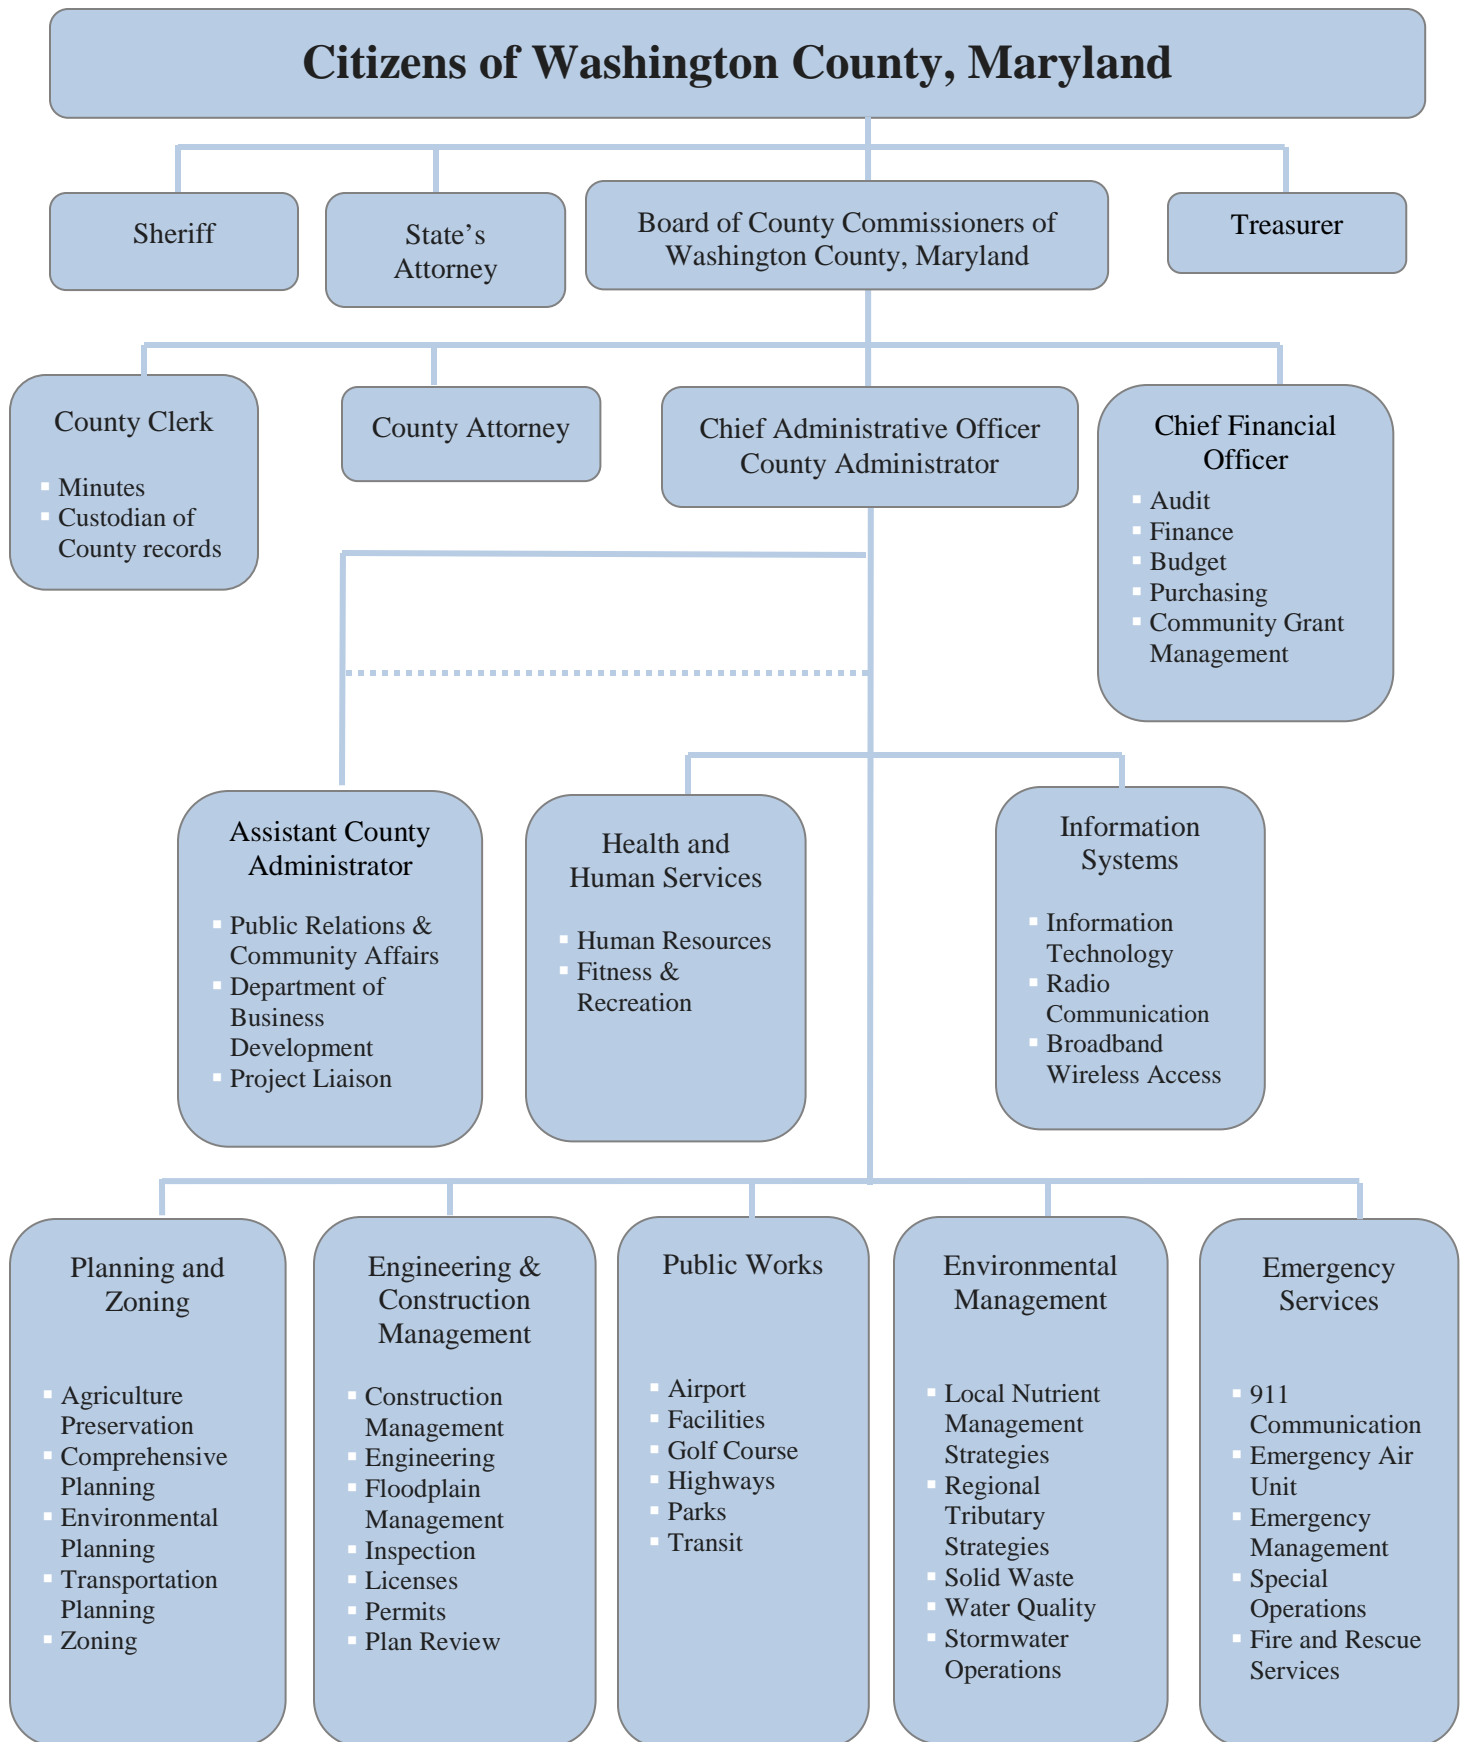 Citizens of Washington County, Maryland
Sheriff
State’s
Attorney
Board of County Commissioners of
Washington County, Maryland
Treasurer
County Clerk
▪ Minutes
▪ Custodian of
County records
County Attorney
Chief Administrative Officer
County Administrator
Chief Financial
Officer
▪ Audit
▪ Finance
▪ Budget
▪ Purchasing
▪ Community Grant
Management
Assistant County
Administrator
▪ Public Relations &
Community Affairs
▪ Department of
Business
Development
▪ Project Liaison
Health and
Human Services
▪ Human Resources
▪ Fitness &
Recreation
Information
Systems
▪ Information
Technology
▪ Radio
Communication
▪ Broadband
Wireless Access
Planning and
Zoning
▪ Agriculture
Preservation
▪ Comprehensive
Planning
▪ Environmental
Planning
▪ Transportation
Planning
▪ Zoning
Engineering &
Construction
Management
▪ Construction
Management
▪ Engineering
▪ Floodplain
Management
▪ Inspection
▪ Licenses
▪ Permits
▪ Plan Review
Public Works
▪ Airport
▪ Facilities
▪ Golf Course
▪ Highways
▪ Parks
▪ Transit
Environmental
Management
▪ Local Nutrient
Management
Strategies
▪ Regional
Tributary
Strategies
▪ Solid Waste
▪ Water Quality
▪ Stormwater
Operations
Emergency
Services
▪ 911
Communication
▪ Emergency Air
Unit
▪ Emergency
Management
▪ Special
Operations
▪ Fire and Rescue
Services